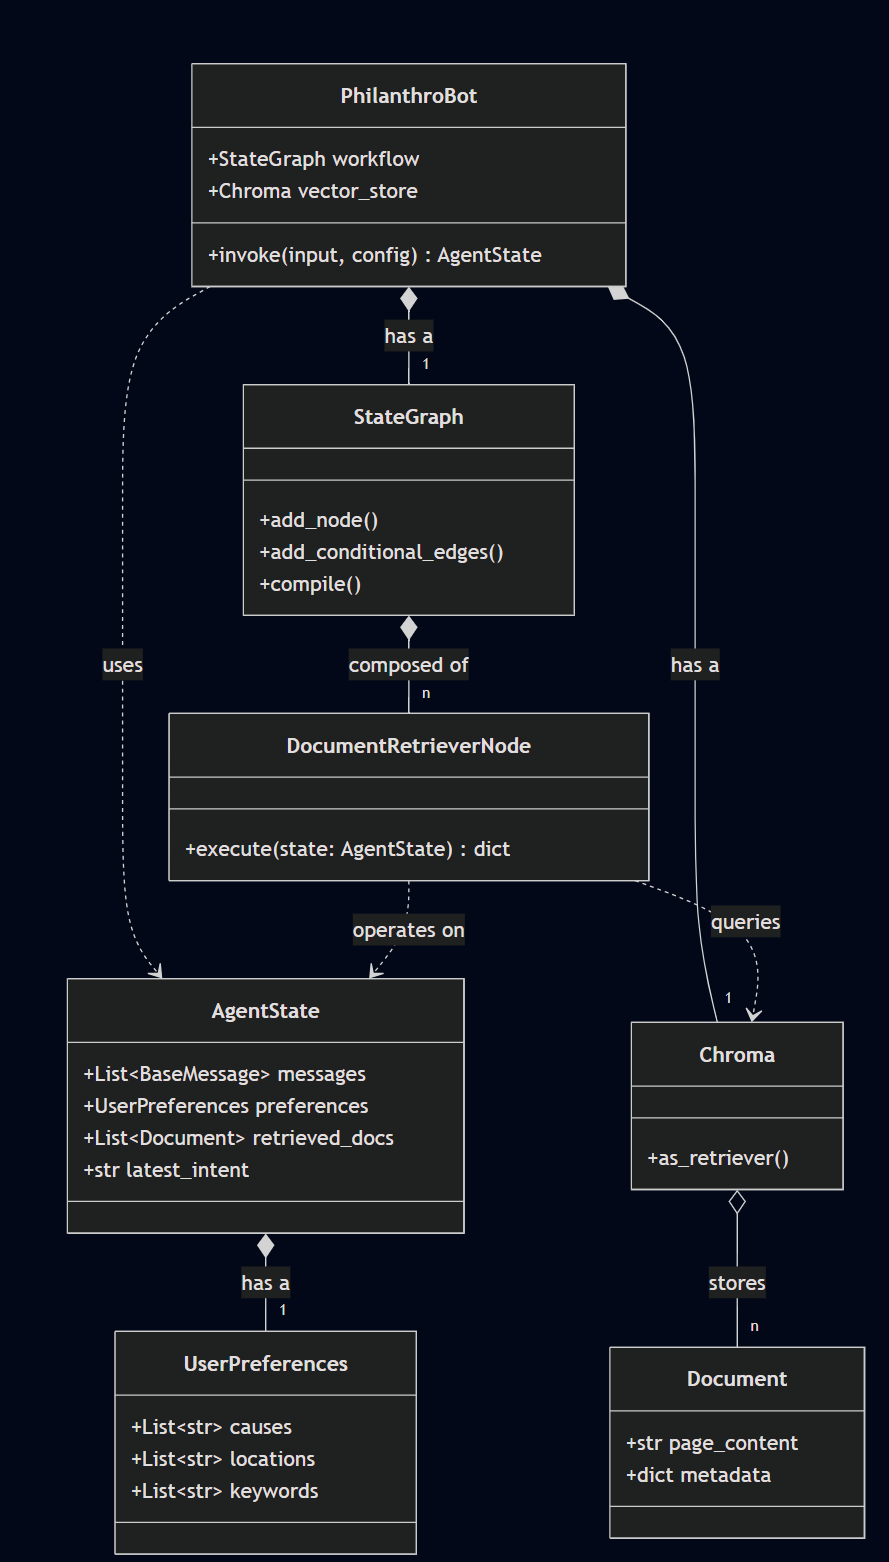 PhilanthroBot
+StateGraph workflow
+Chroma vector_store
+invoke(input, config) : AgentState
has a
1
StateGraph
+add_node()
+add_conditional_edges()
+compile()
uses
composed of
has a
n
DocumentRetrieverNode
+execute(state: AgentState) : dict
operates on
queries
1
AgentState
+List<BaseMessage> messages
+UserPreferences preferences
+List<Document> retrieved_docs
+str latest_intent
Chroma
+as_retriever()
has a
1
stores
n
UserPreferences
+List<str> causes
+List<str> locations
+List<str> keywords
Document
+str page_content
+dict metadata